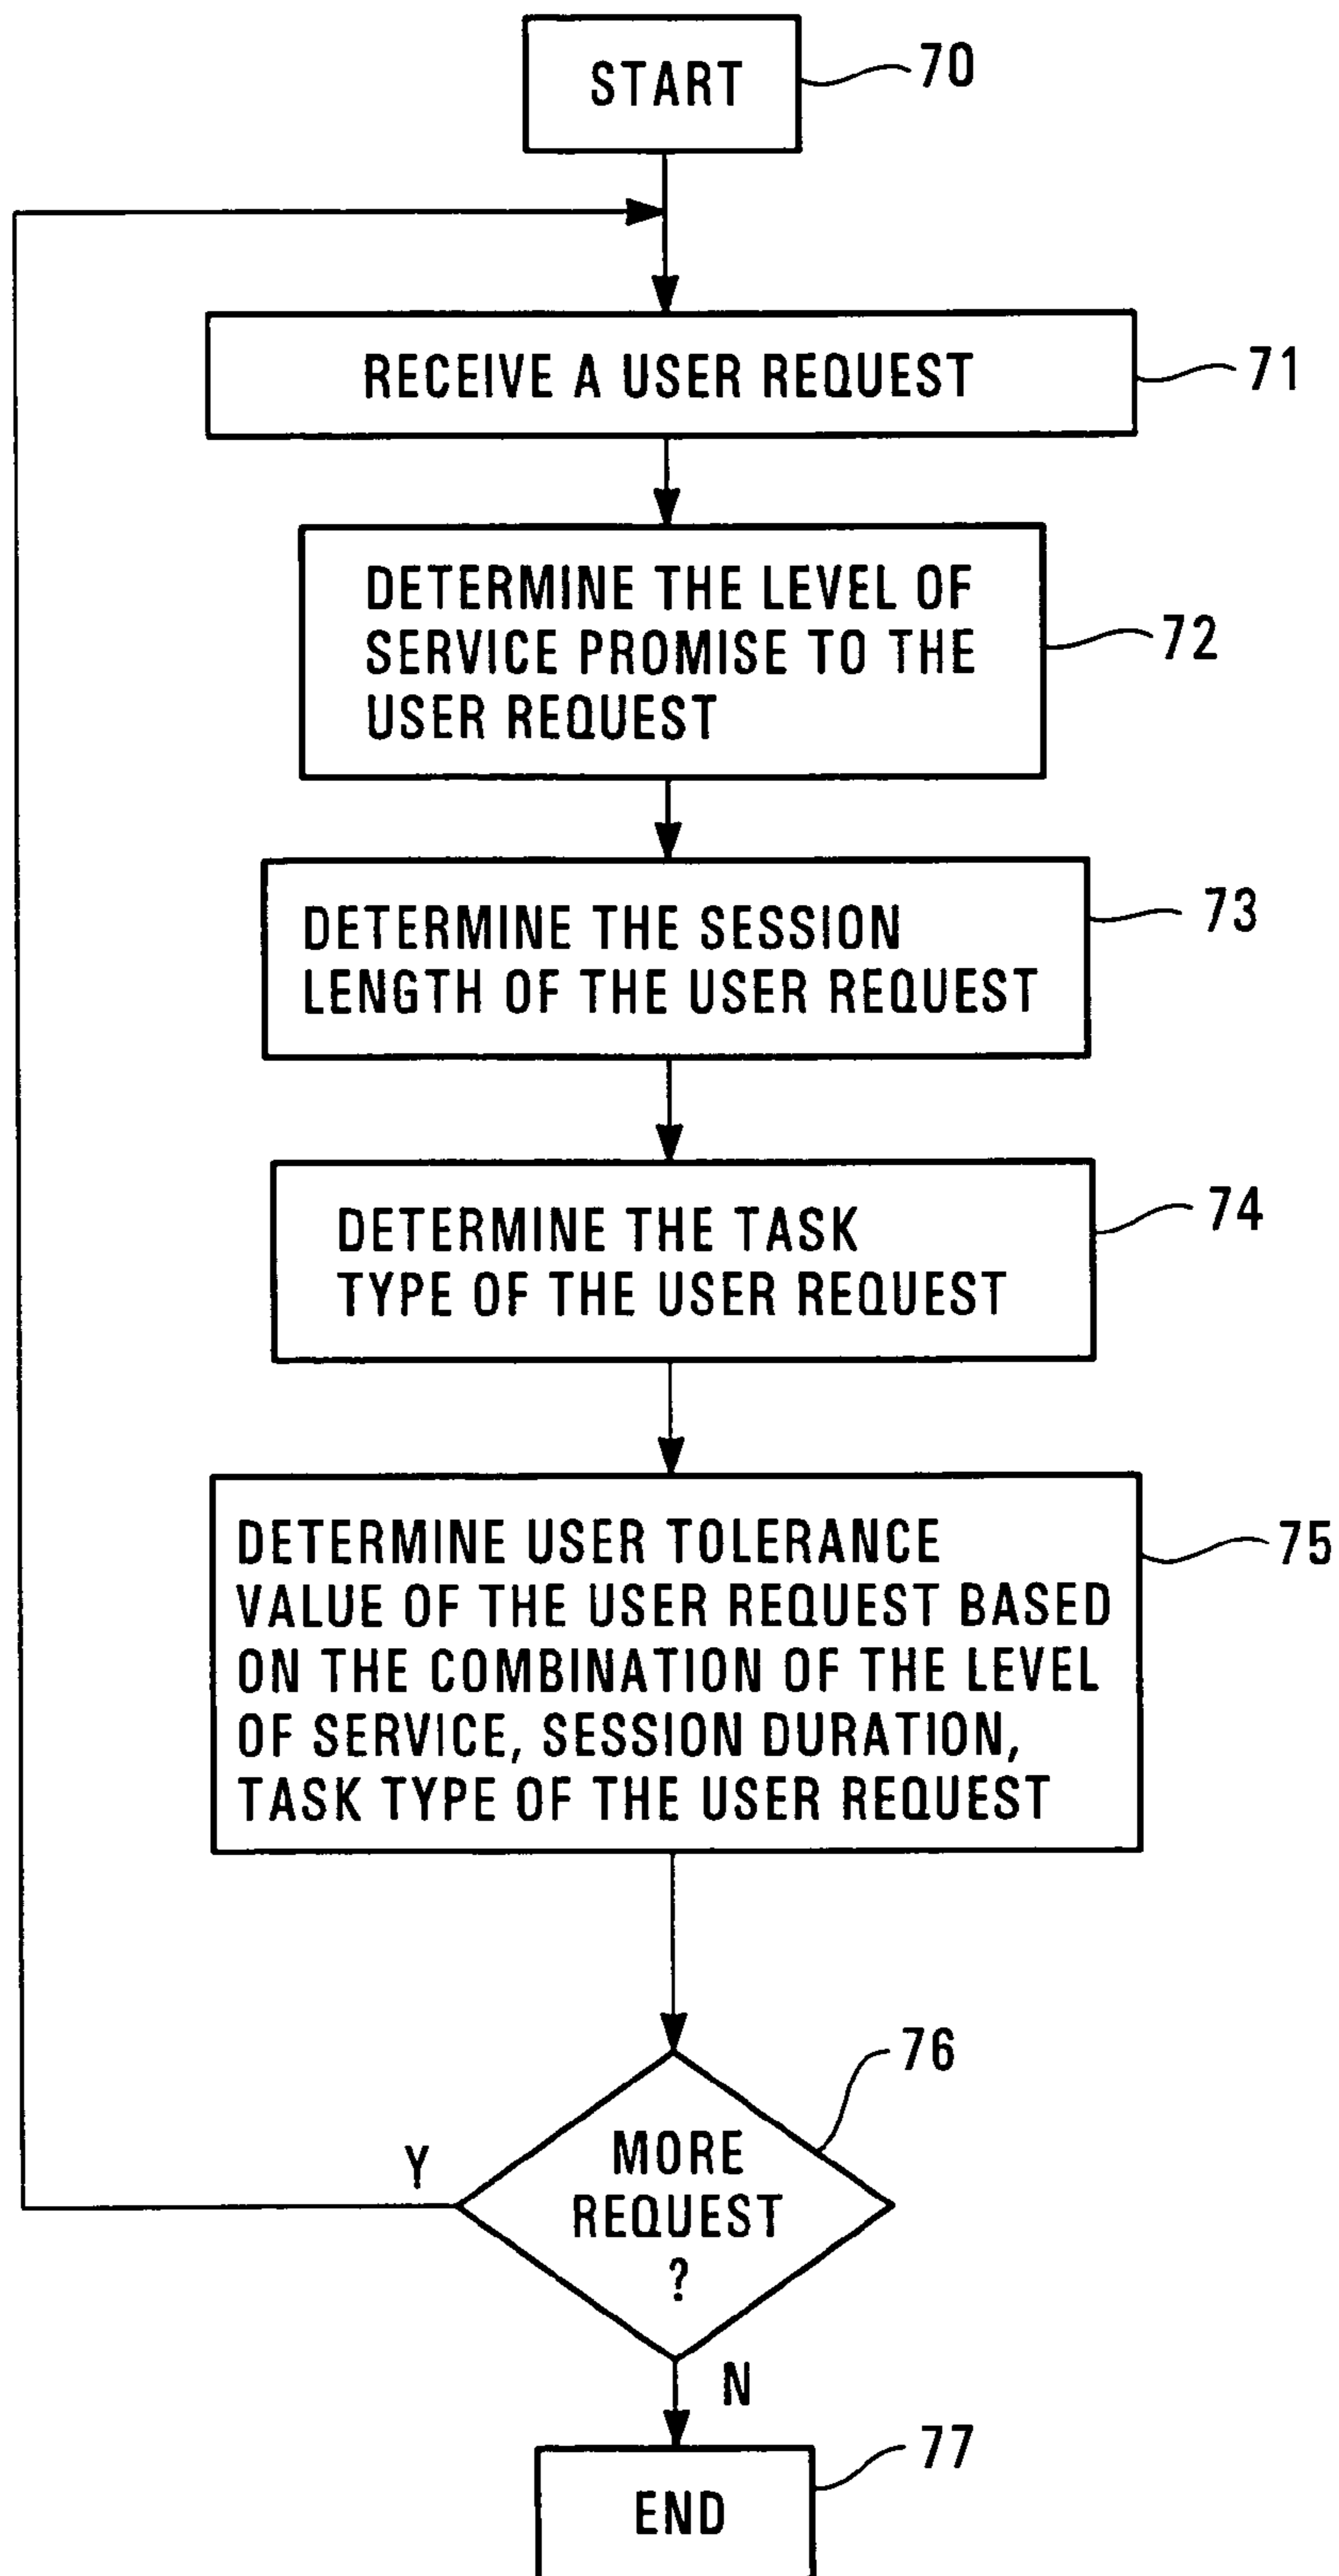 START
70
RECEIVE A USER REQUEST
71
DETERMINE THE LEVEL OF
SERVICE PROMISE TO THE
USER REQUEST
72
DETERMINE THE SESSION
LENGTH OF THE USER REQUEST
73
DETERMINE THE TASK
TYPE OF THE USER REQUEST
74
DETERMINE USER TOLERANCE
VALUE OF THE USER REQUEST BASED
ON THE COMBINATION OF THE LEVEL
OF SERVICE, SESSION DURATION,
TASK TYPE OF THE USER REQUEST
75
MORE
REQUEST
?
76
Y
N
END
77